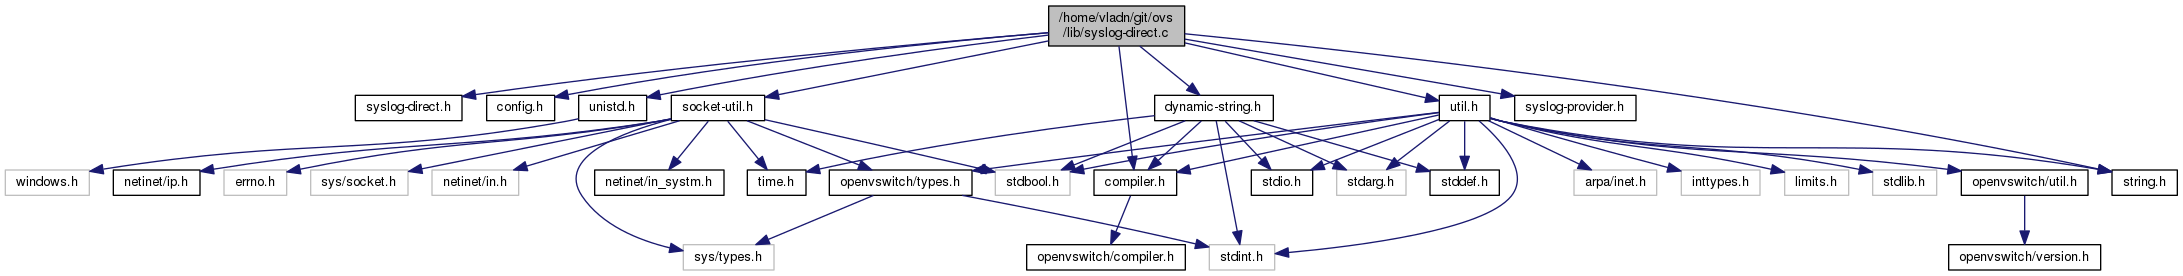 /home/vladn/git/ovs
/lib/syslog-direct.c
syslog-direct.h
config.h
unistd.h
socket-util.h
dynamic-string.h
util.h
syslog-provider.h
windows.h
netinet/ip.h
errno.h
sys/socket.h
netinet/in.h
netinet/in_systm.h
time.h
openvswitch/types.h
stdbool.h
compiler.h
stdio.h
stdarg.h
stddef.h
arpa/inet.h
inttypes.h
limits.h
stdlib.h
openvswitch/util.h
string.h
sys/types.h
openvswitch/compiler.h
stdint.h
openvswitch/version.h